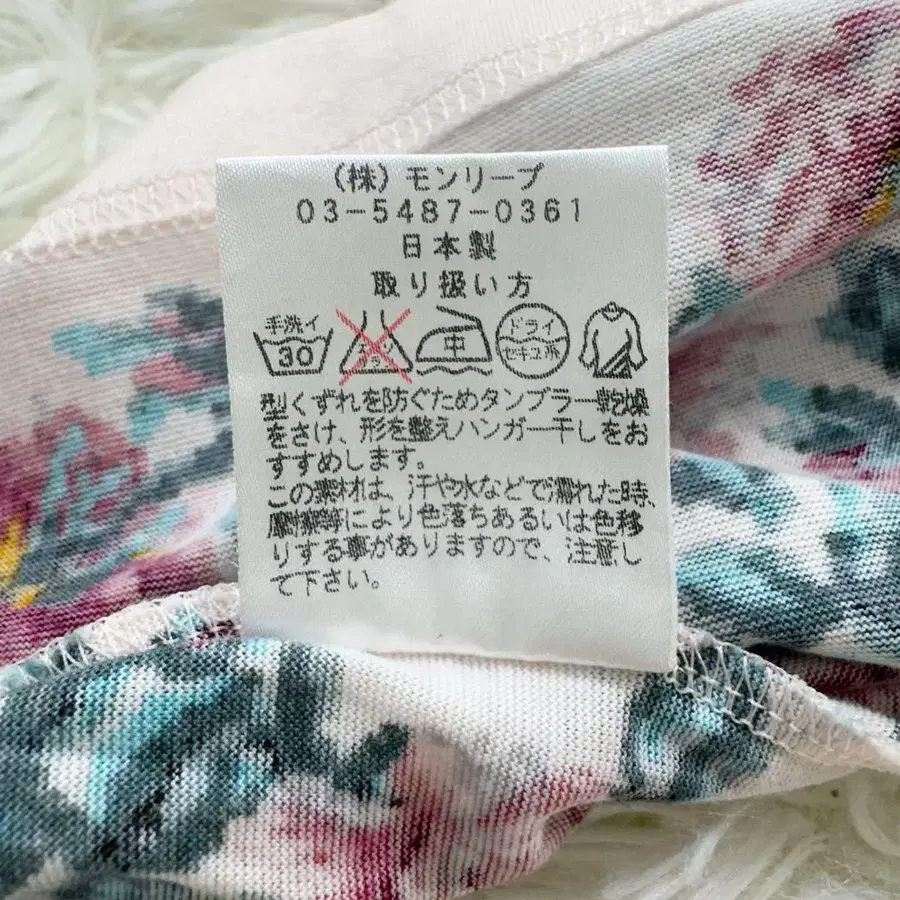 (株)モンリーブ
03-5487-0361
日本製
取り扱い方
手洗イ 30 エンソサラシ 中 ドライ セキユ系
型くずれを防ぐためタンブラー乾燥
をさけ、形を整えハンガー干しをお
すすめします。
この素材は、汗や水などで濡れた時、
摩擦等により色落ちあるいは色移
りする事がありますので、注意し
て下さい。